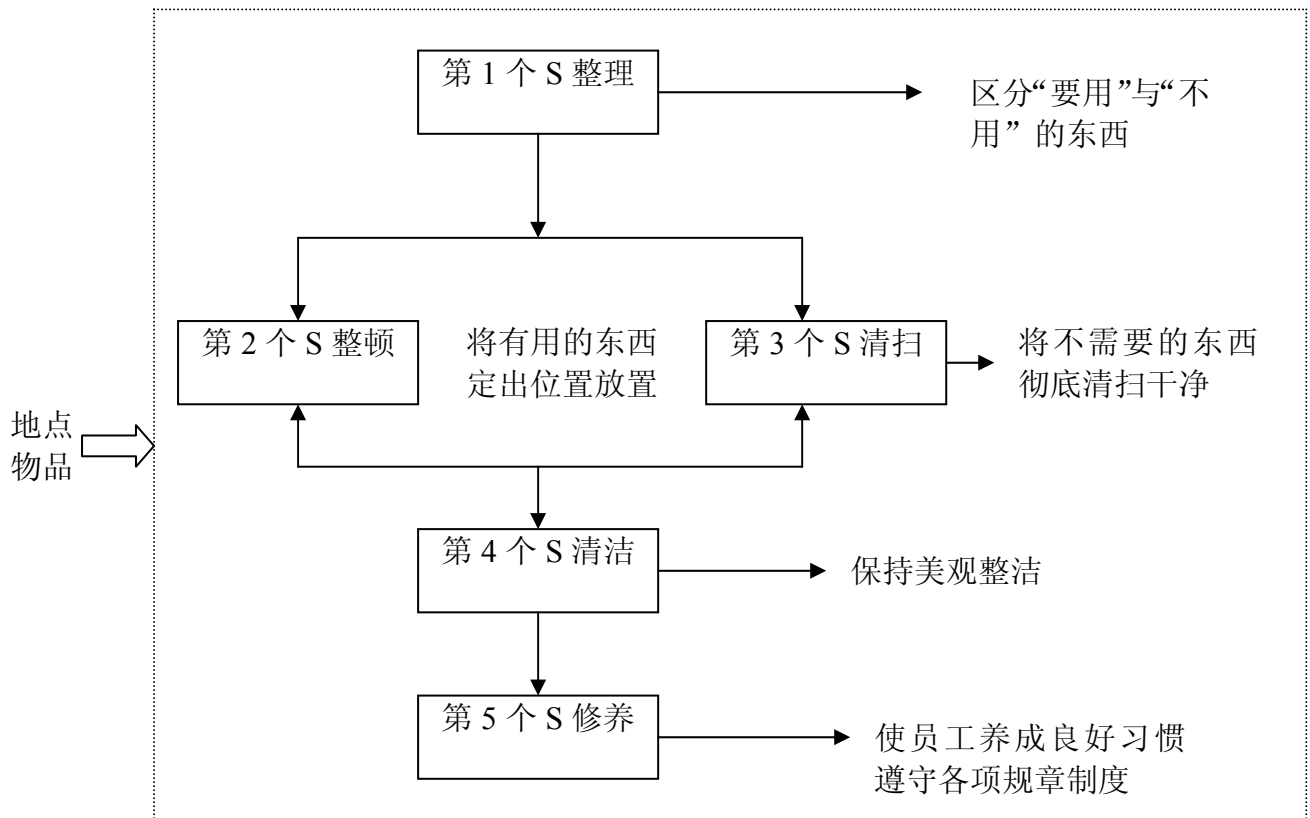 第 1 个 S 整理
区分“要用”与“不
用”的东西
第 2 个 S 整顿
将有用的东西
定出位置放置
第 3 个 S 清扫
将不需要的东西
彻底清扫干净
地点
物品
第 4 个 S 清洁
保持美观整洁
第 5 个 S 修养
使员工养成良好习惯
遵守各项规章制度